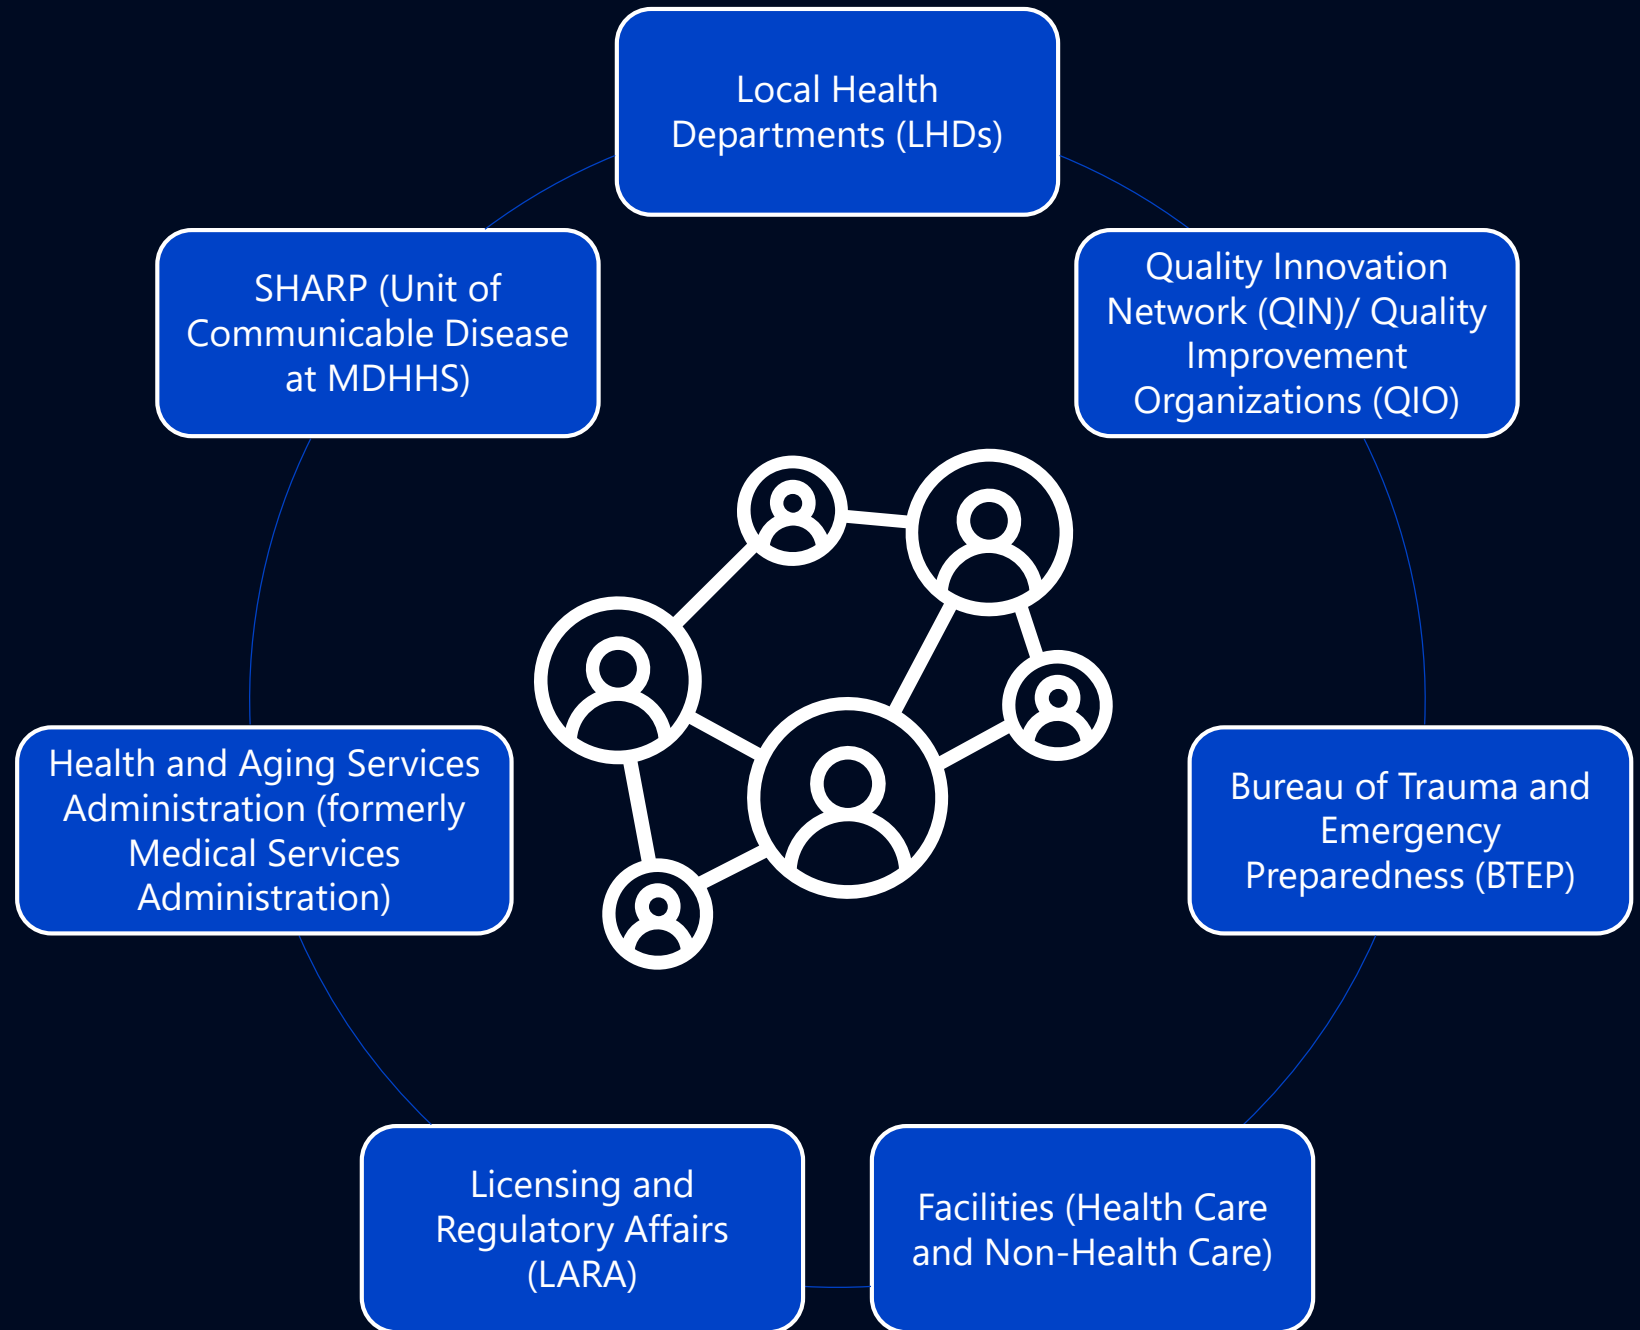 Local Health
Departments (LHDs)
Quality Innovation
Network (QIN)/ Quality
Improvement
Organizations (QIO)
Bureau of Trauma and
Emergency
Preparedness (BTEP)
Facilities (Health Care
and Non-Health Care)
Licensing and
Regulatory Affairs
(LARA)
Health and Aging Services
Administration (formerly
Medical Services
Administration)
SHARP (Unit of
Communicable Disease
at MDHHS)